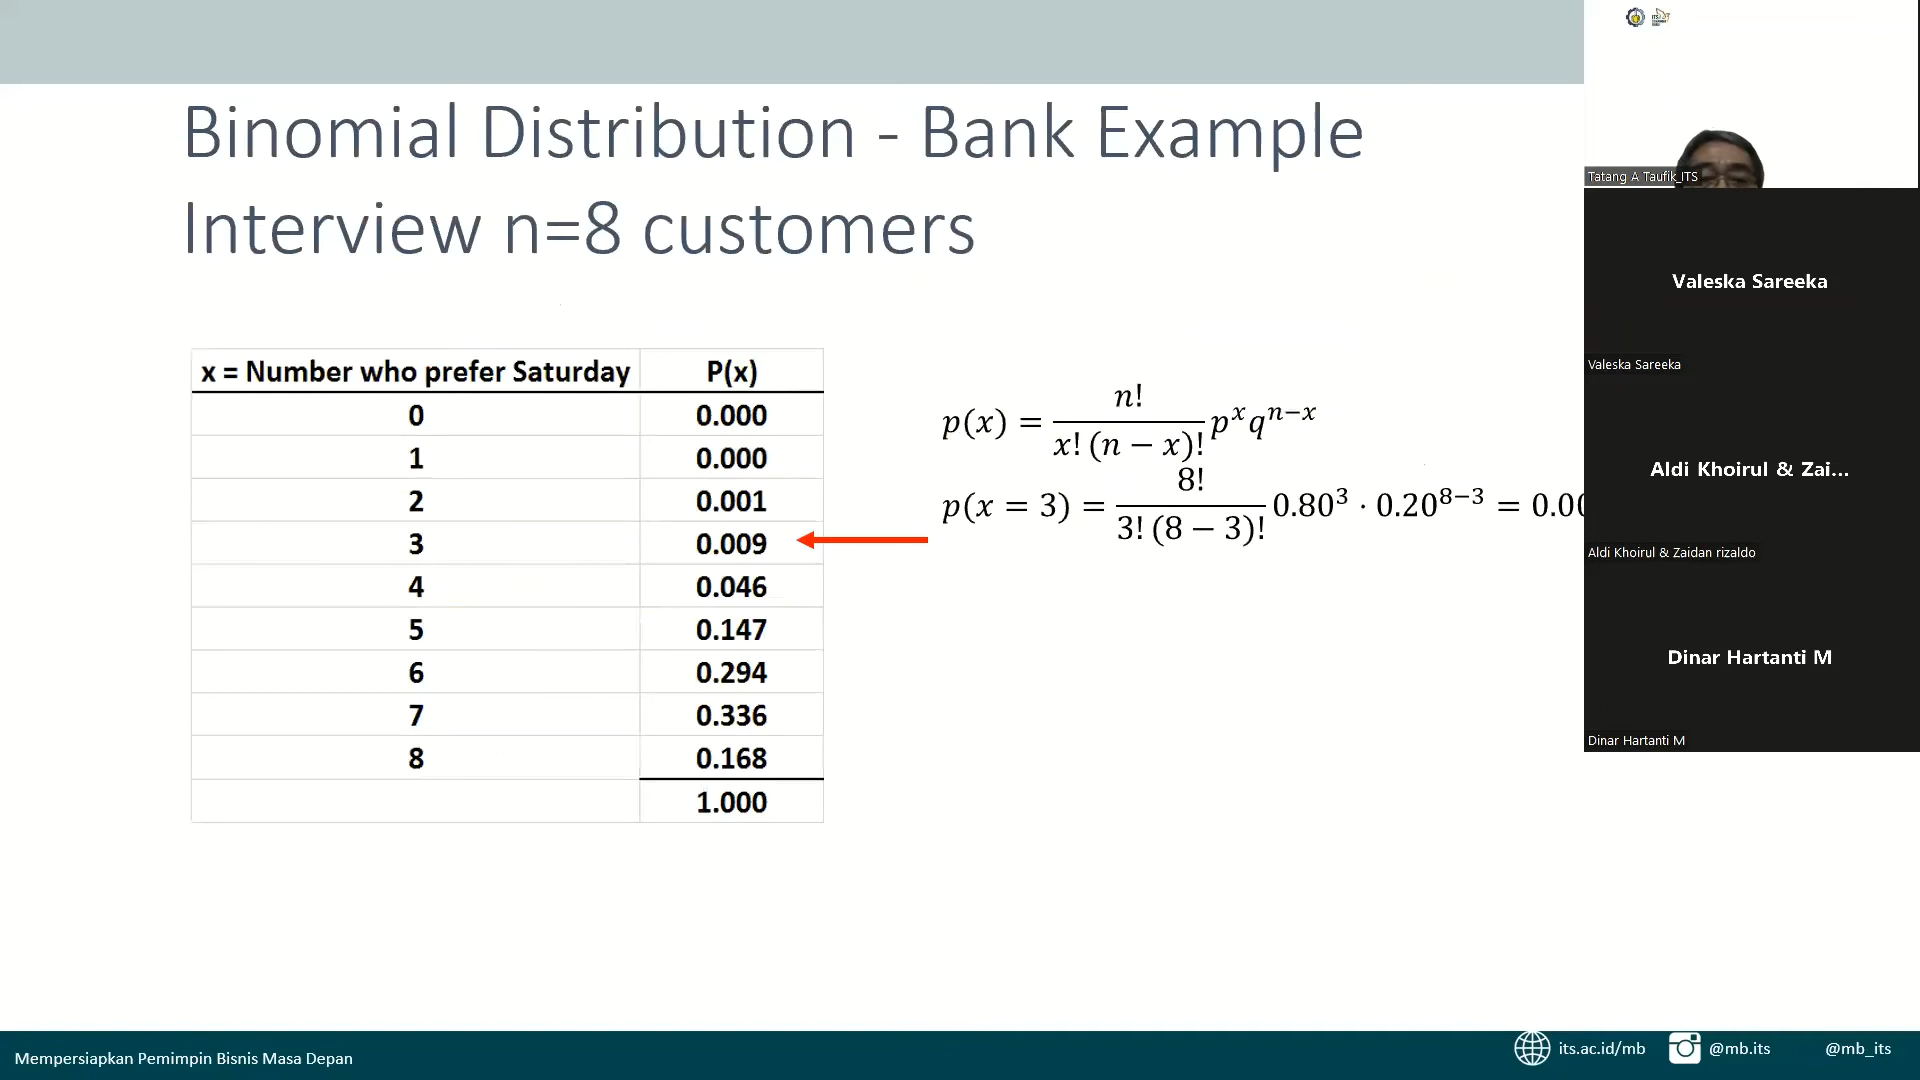 Binomial Distribution - Bank Example
Interview n=8 customers
x = Number who prefer Saturday P(x)
0 0.000
1 0.000
2 0.001
3 0.009
4 0.046
5 0.147
6 0.294
7 0.336
8 0.168
1.000
p(x) = n! / x! (n − x)! p^x q^n−x
p(x = 3) = 8! / 3! (8 − 3)! 0.80^3 · 0.20^8−3 = 0.00
Tatang A Taufik_ITS
Valeska Sareeka
Valeska Sareeka
Aldi Khoirul & Zai...
Aldi Khoirul & Zaidan rizaldo
Dinar Hartanti M
Dinar Hartanti M
Mempersiapkan Pemimpin Bisnis Masa Depan
its.ac.id/mb @mb.its @mb_its